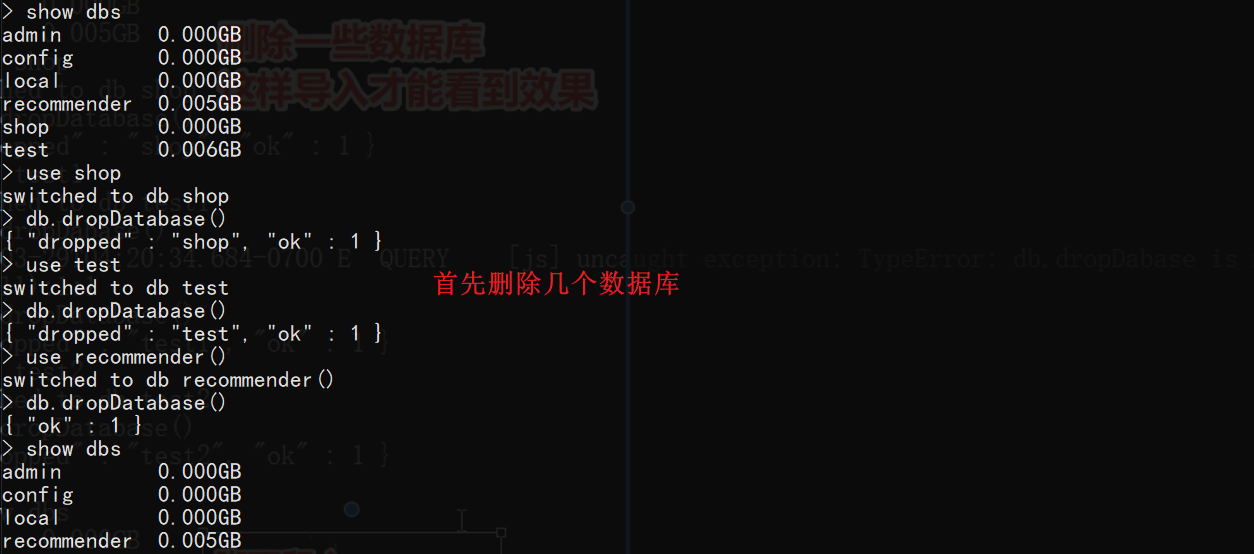 > show dbs
admin 0.000GB
config 0.000GB
local 0.000GB
recommender 0.005GB
shop 0.000GB
test 0.006GB
> use shop
switched to db shop
> db.dropDatabase()
{ "dropped" : "shop", "ok" : 1 }
> use test
switched to db test
首先删除几个数据库
> db.dropDatabase()
{ "dropped" : "test", "ok" : 1 }
> use recommender()
switched to db recommender()
> db.dropDatabase()
{ "ok" : 1 }
> show dbs
admin 0.000GB
config 0.000GB
local 0.000GB
recommender 0.005GB